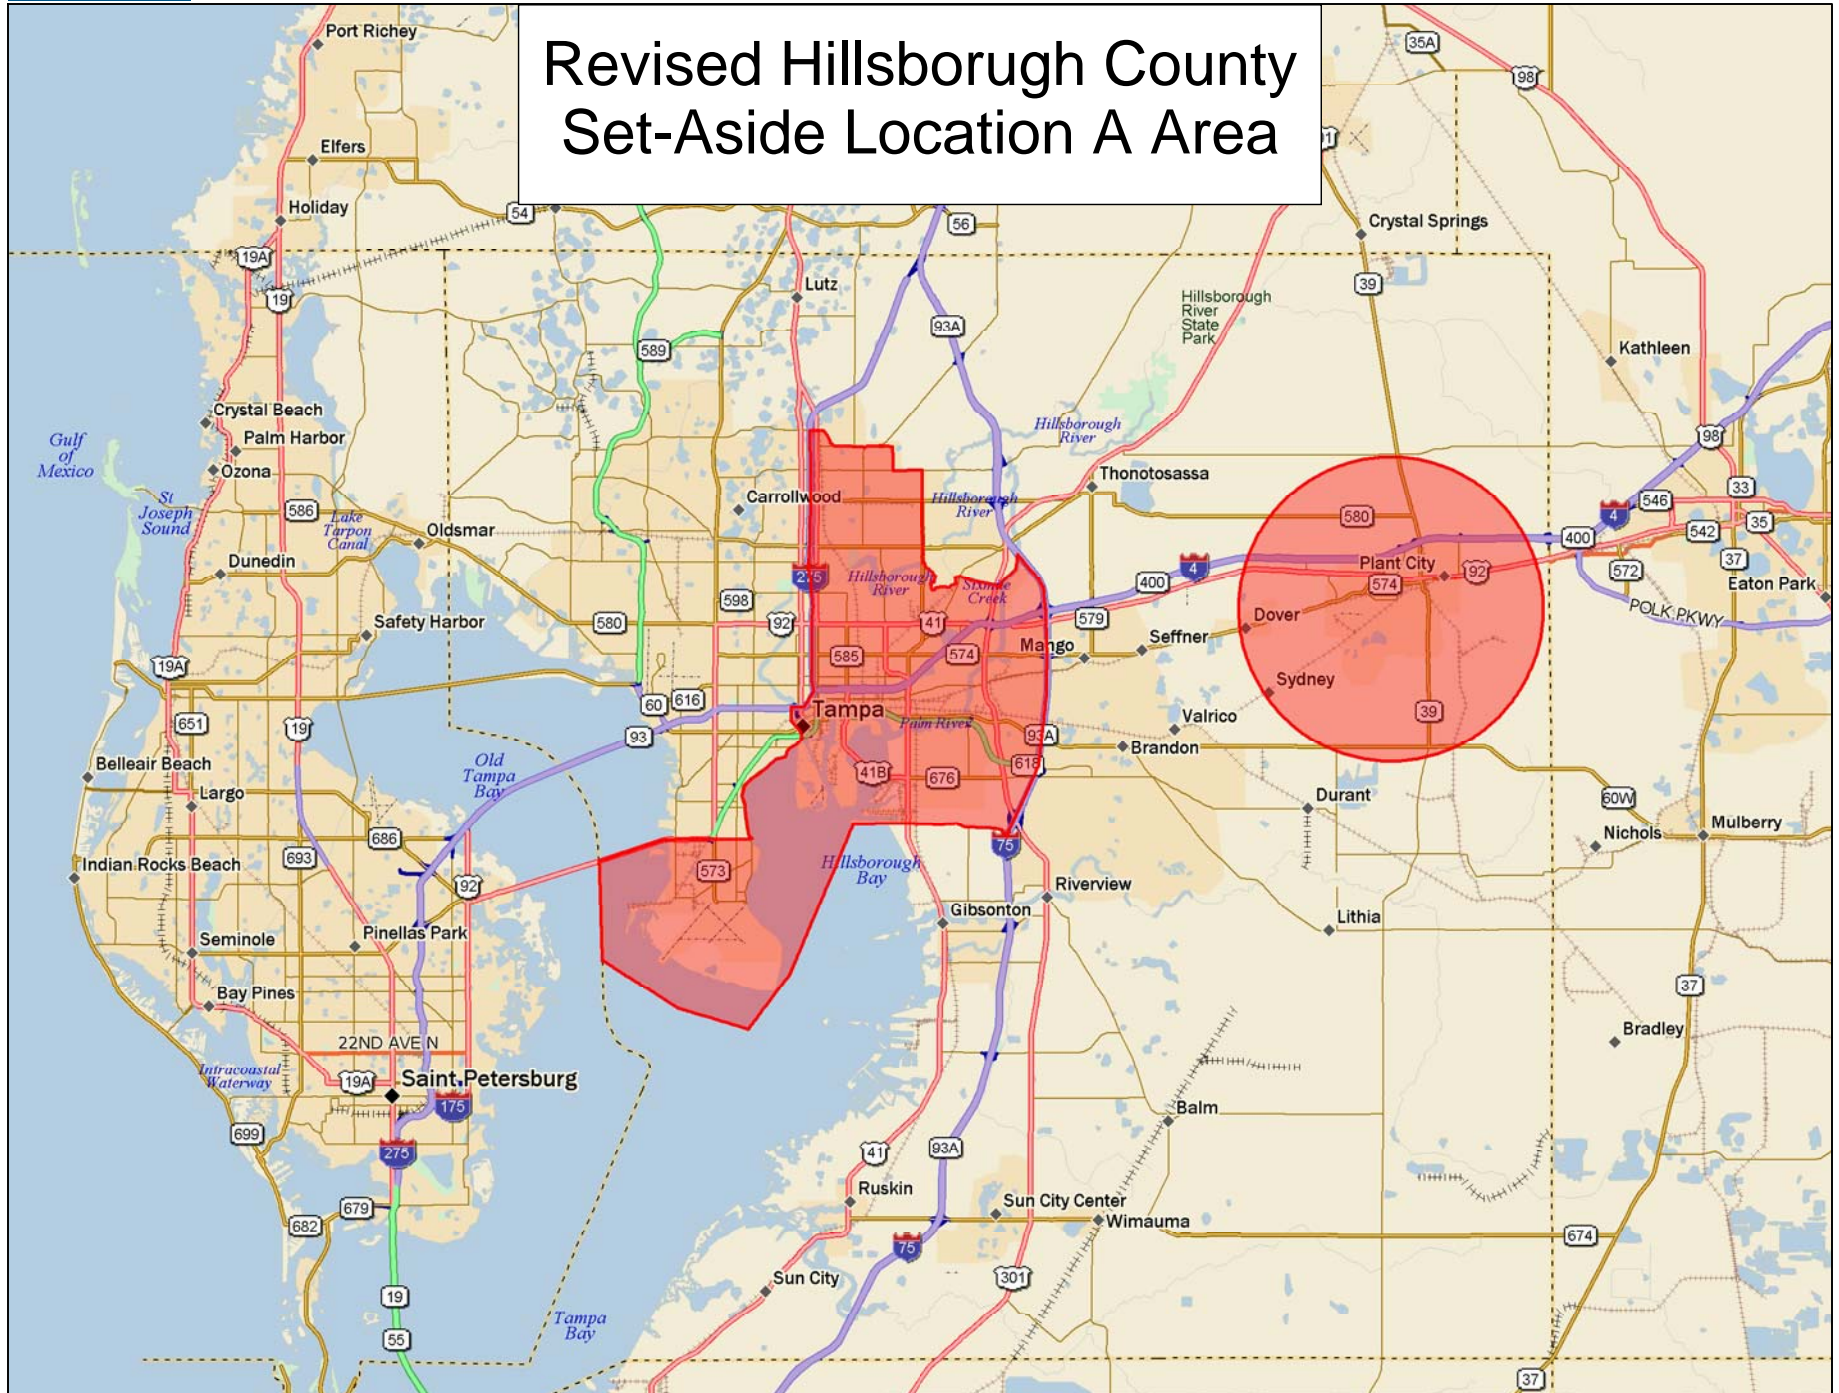 Revised Hillsborugh County
Set-Aside Location A Area
Port Richey
35A
98
Elfers
Holiday
54
56
Crystal Springs
19A
19
Lutz
39
Hillsborough
River
State
Park
93A
589
Kathleen
Crystal Beach
Palm Harbor
Gulf
of
Mexico
Ozona
Hillsborough
River
98
Thonotosassa
St
Joseph
Sound
Carrollwood
Hillsborough
River
33
546
586
Lake
Tarpon
Canal
Oldsmar
580
4
35
542
400
Dunedin
Plant City
37
275
Hillsborough
River
4
400
92
572
574
Eaton Park
598
Creek
POLK PKWY
Safety Harbor
580
92
41
579
Dover
Seffner
Mango
19A
585
574
Sydney
60
616
Tampa
39
651
19
93
Palm River
Valrico
93A
Brandon
Belleair Beach
Old
Tampa
Bay
618
41B
676
Largo
Durant
60W
686
Mulberry
Nichols
693
75
Indian Rocks Beach
573
Hillsborough
Bay
92
Riverview
Gibsonton
Lithia
Seminole
Pinellas Park
37
Bay Pines
Bradley
22ND AVE N
Intracoastal
Waterway
19A
Saint Petersburg
175
Balm
699
275
41
93A
Ruskin
Sun City Center
679
682
Wimauma
674
75
Sun City
301
19
Tampa
Bay
55
37